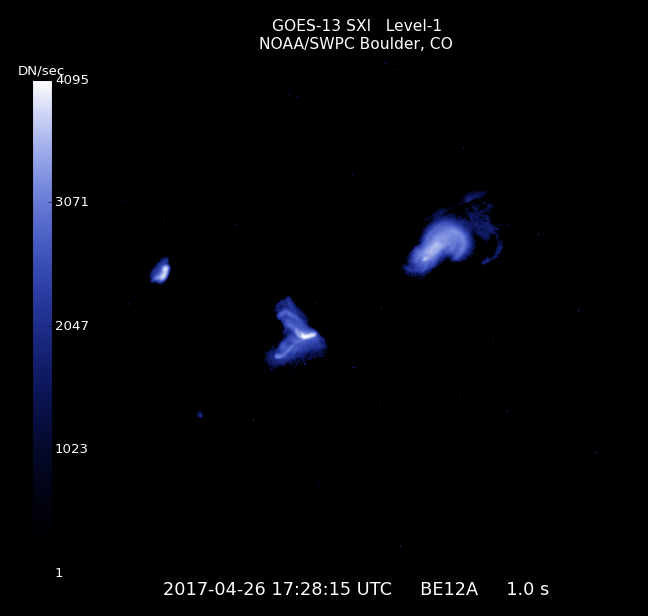 GOES-13 SXI   Level-1
NOAA/SWPC Boulder, CO
DN/sec
4095
3071
2047
1023
1
2017-04-26 17:28:15 UTC     BE12A     1.0 s